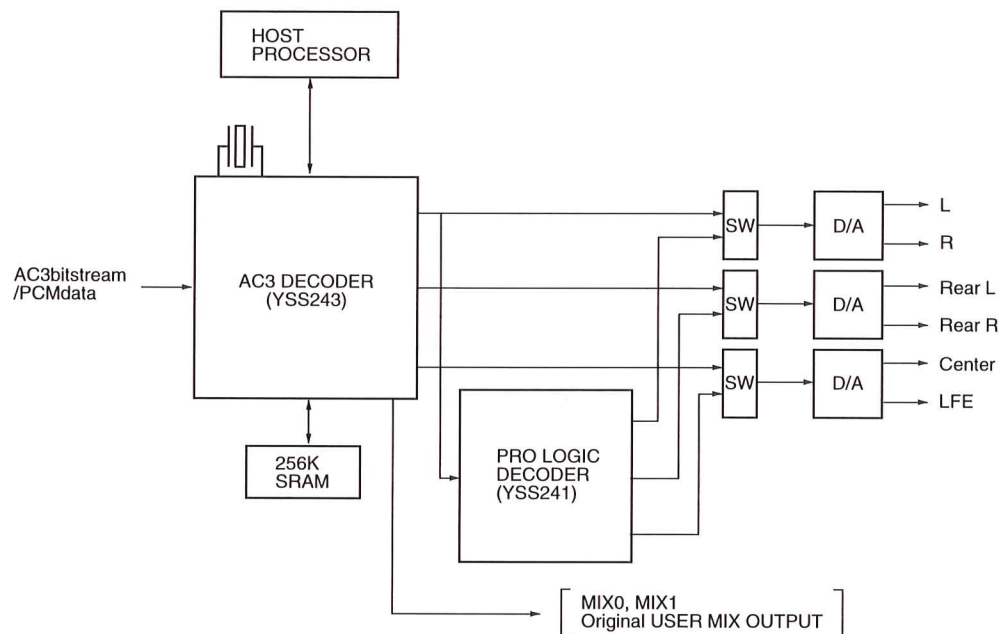 HOST
PROCESSOR
AC3bitstream
/PCMdata
AC3 DECODER
(YSS243)
256K
SRAM
PRO LOGIC
DECODER
(YSS241)
SW
D/A
L
R
SW
D/A
Rear L
Rear R
SW
D/A
Center
LFE
MIX0, MIX1
Original USER MIX OUTPUT